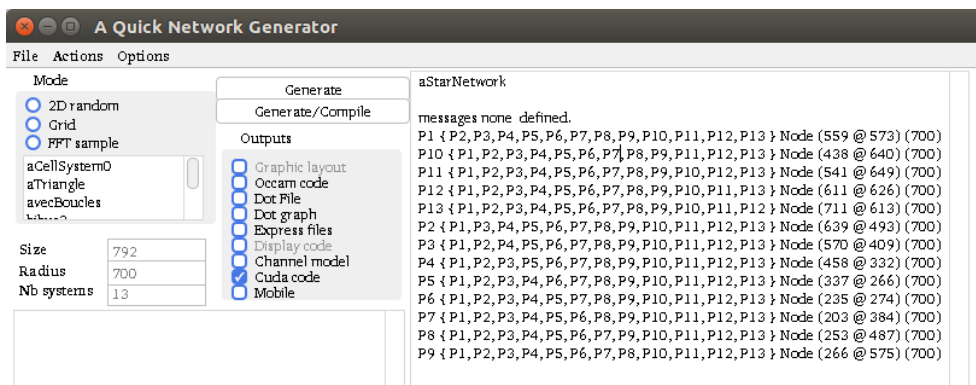 A Quick Network Generator
File Actions Options
Mode
2D random
Grid
FFT sample
aCellSystem0
aTriangle
avecBoucles
Size 792
Radius 700
Nb systems 13
Generate
Generate/Compile
Outputs
Graphic layout
Occam code
Dot File
Dot graph
Express files
Display code
Channel model
Cuda code
Mobile
aStarNetwork
messages none defined.
P1 { P2,P3,P4,P5,P6,P7,P8,P9,P10,P11,P12,P13 } Node (559 @ 573) (700)
P10 { P1,P2,P3,P4,P5,P6,P7,P8,P9,P11,P12,P13 } Node (438 @ 640) (700)
P11 { P1,P2,P3,P4,P5,P6,P7,P8,P9,P10,P12,P13 } Node (541 @ 649) (700)
P12 { P1,P2,P3,P4,P5,P6,P7,P8,P9,P10,P11,P13 } Node (611 @ 626) (700)
P13 { P1,P2,P3,P4,P5,P6,P7,P8,P9,P10,P11,P12 } Node (711 @ 613) (700)
P2 { P1,P3,P4,P5,P6,P7,P8,P9,P10,P11,P12,P13 } Node (639 @ 493) (700)
P3 { P1,P2,P4,P5,P6,P7,P8,P9,P10,P11,P12,P13 } Node (570 @ 409) (700)
P4 { P1,P2,P3,P5,P6,P7,P8,P9,P10,P11,P12,P13 } Node (458 @ 332) (700)
P5 { P1,P2,P3,P4,P6,P7,P8,P9,P10,P11,P12,P13 } Node (337 @ 266) (700)
P6 { P1,P2,P3,P4,P5,P7,P8,P9,P10,P11,P12,P13 } Node (235 @ 274) (700)
P7 { P1,P2,P3,P4,P5,P6,P8,P9,P10,P11,P12,P13 } Node (203 @ 384) (700)
P8 { P1,P2,P3,P4,P5,P6,P7,P9,P10,P11,P12,P13 } Node (253 @ 487) (700)
P9 { P1,P2,P3,P4,P5,P6,P7,P8,P10,P11,P12,P13 } Node (266 @ 575) (700)